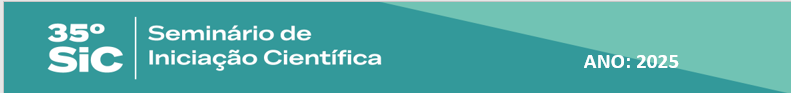 35º
SiC
Seminário de
Iniciação Científica
ANO: 2025